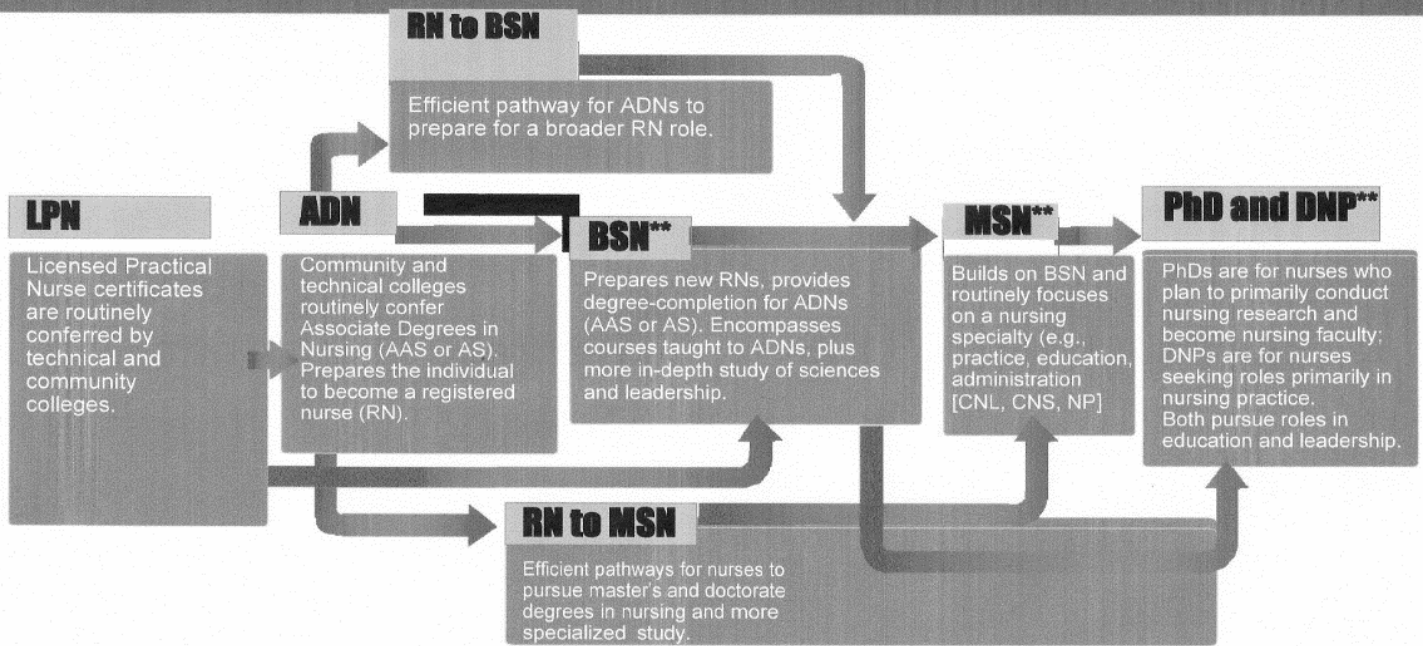 RN to BSN
Efficient pathway for ADNs to
prepare for a broader RN role.
LPN
Licensed Practical
Nurse certificates
are routinely
conferred by
technical and
community
colleges.
ADN
Community and
technical colleges
routinely confer
Associate Degrees in
Nursing (AAS or AS).
Prepares the individual
to become a registered
nurse (RN).
BSN**
Prepares new RNs, provides
degree-completion for ADNs
(AAS or AS). Encompasses
courses taught to ADNs, plus
more in-depth study of sciences
and leadership.
MSN**
Builds on BSN and
routinely focuses
on a nursing
specialty (e.g.,
practice, education,
administration
[CNL, CNS, NP]
PhD and DNP**
PhDs are for nurses who
plan to primarily conduct
nursing research and
become nursing faculty;
DNPs are for nurses
seeking roles primarily in
nursing practice.
Both pursue roles in
education and leadership.
RN to MSN
Efficient pathways for nurses to
pursue master's and doctorate
degrees in nursing and more
specialized study.